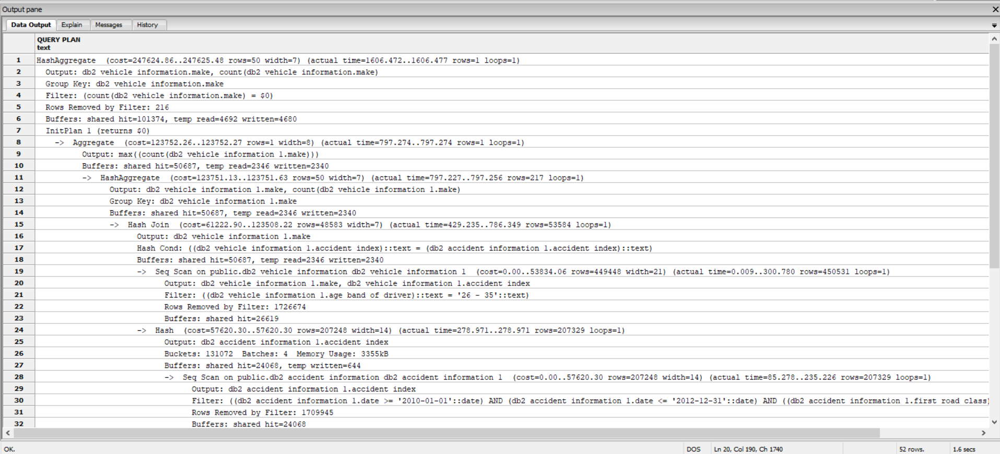 Output pane
Data Output Explain Messages History
QUERY PLAN
text
1 HashAggregate (cost=247624.86..247625.48 rows=50 width=7) (actual time=1606.472..1606.477 rows=1 loops=1)
2 Output: db2 vehicle information.make, count(db2 vehicle information.make)
3 Group Key: db2 vehicle information.make
4 Filter: (count(db2 vehicle information.make) = $0)
5 Rows Removed by Filter: 216
6 Buffers: shared hit=101374, temp read=4692 written=4680
7 InitPlan 1 (returns $0)
8 -> Aggregate (cost=123752.26..123752.27 rows=1 width=8) (actual time=797.274..797.274 rows=1 loops=1)
9 Output: max((count(db2 vehicle information 1.make)))
10 Buffers: shared hit=50687, temp read=2346 written=2340
11 -> HashAggregate (cost=123751.13..123751.63 rows=50 width=7) (actual time=797.227..797.256 rows=217 loops=1)
12 Output: db2 vehicle information 1.make, count(db2 vehicle information 1.make)
13 Group Key: db2 vehicle information 1.make
14 Buffers: shared hit=50687, temp read=2346 written=2340
15 -> Hash Join (cost=61222.90..123508.22 rows=48583 width=7) (actual time=429.235..786.349 rows=53584 loops=1)
16 Output: db2 vehicle information 1.make
17 Hash Cond: ((db2 vehicle information 1.accident index)::text = (db2 accident information 1.accident index)::text)
18 Buffers: shared hit=50687, temp read=2346 written=2340
19 -> Seq Scan on public.db2 vehicle information db2 vehicle information 1 (cost=0.00..53834.06 rows=449448 width=21) (actual time=0.009..300.780 rows=450531 loops=1)
20 Output: db2 vehicle information 1.make, db2 vehicle information 1.accident index
21 Filter: ((db2 vehicle information 1.age band of driver)::text = '26 - 35'::text)
22 Rows Removed by Filter: 1726674
23 Buffers: shared hit=26619
24 -> Hash (cost=57620.30..57620.30 rows=207248 width=14) (actual time=278.971..278.971 rows=207329 loops=1)
25 Output: db2 accident information 1.accident index
26 Buckets: 131072 Batches: 4 Memory Usage: 3355kB
27 Buffers: shared hit=24068, temp written=644
28 -> Seq Scan on public.db2 accident information db2 accident information 1 (cost=0.00..57620.30 rows=207248 width=14) (actual time=85.278..235.226 rows=207329 loops=1)
29 Output: db2 accident information 1.accident index
30 Filter: ((db2 accident information 1.date >= '2010-01-01'::date) AND (db2 accident information 1.date <= '2012-12-31'::date) AND ((db2 accident information 1.first road class)
31 Rows Removed by Filter: 1709945
32 Buffers: shared hit=24068
OK. DOS Ln 20, Col 190, Ch 1740 52 rows. 1.6 secs